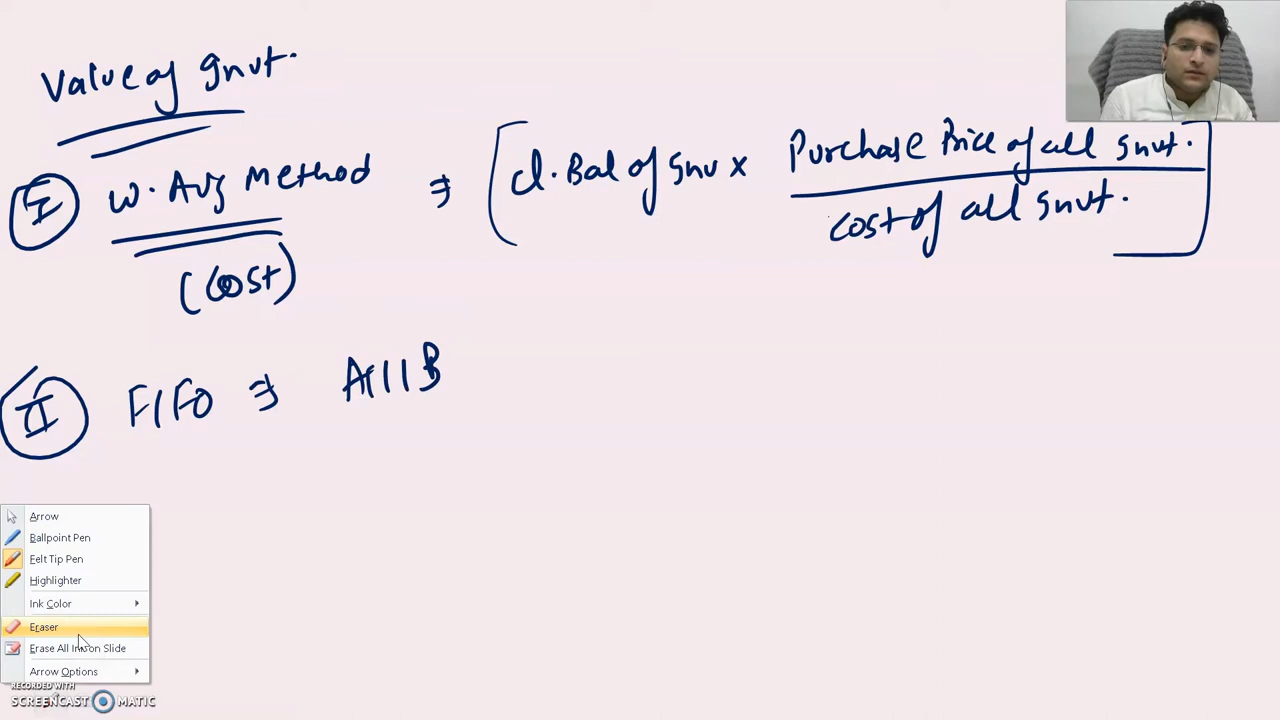 Value of Invt.
I W. Avg Method ⇒ [Cl. Bal of Inv x Purchase Price of all Invt.
Cost of all Invt.]
(Cost)
II FIFO ⇒ All B
Arrow
Ballpoint Pen
Felt Tip Pen
Highlighter
Ink Color
Eraser
Erase All Ink on Slide
Arrow Options
RECORDED WITH
SCREENCAST MATIC